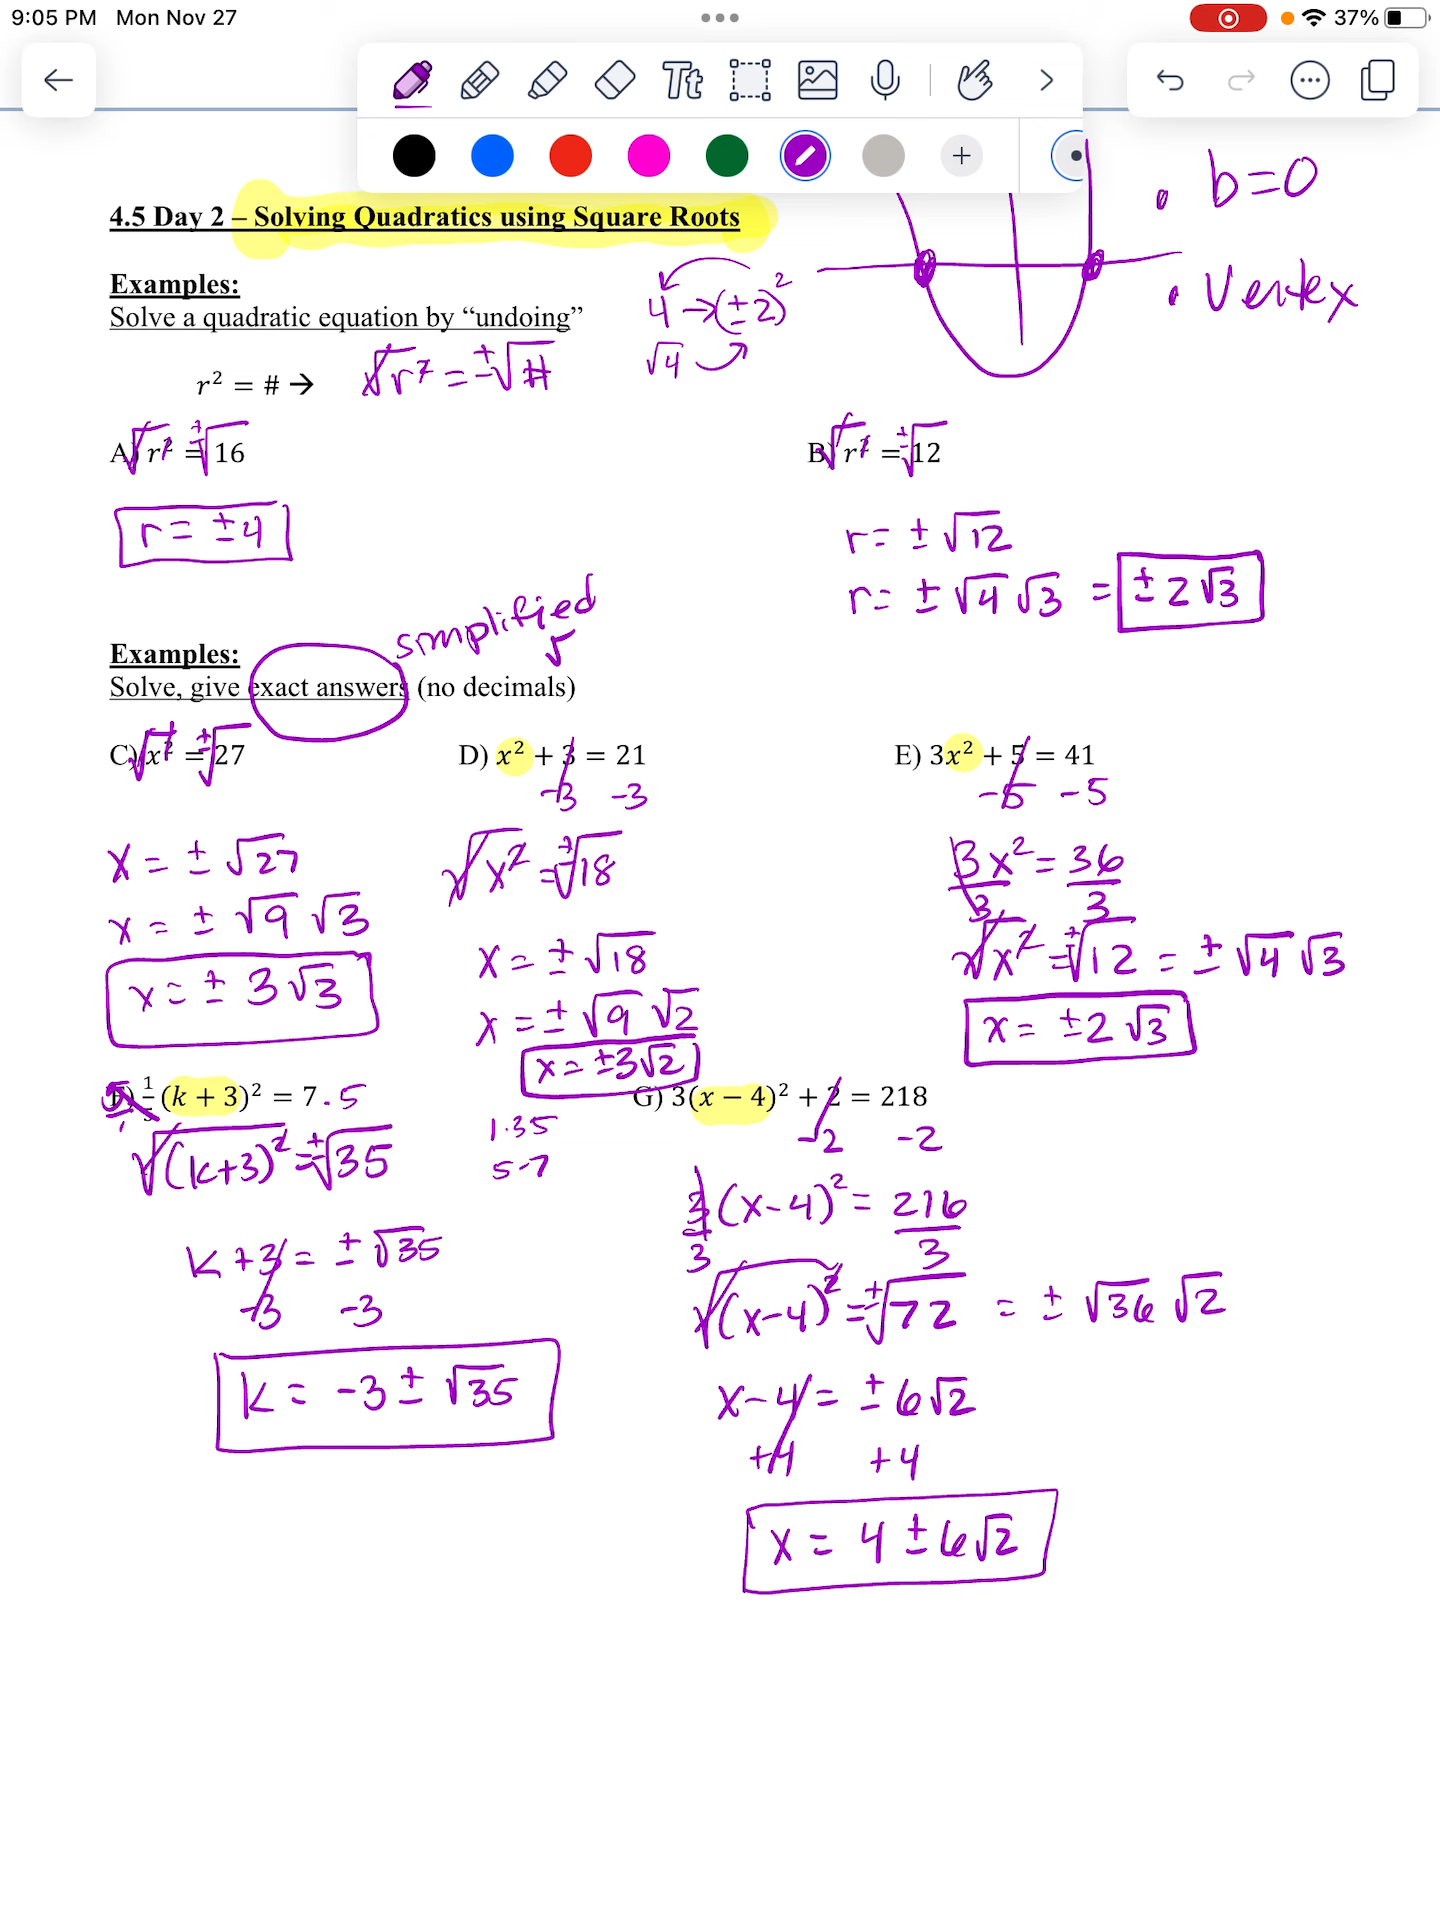 9:05 PM Mon Nov 27
37%
Tt
4.5 Day 2 – Solving Quadratics using Square Roots
• b=0
• Vertex
Examples:
Solve a quadratic equation by “undoing”
4 → (±2)²
√4
r² = # → √r² = ±√#
A) √r² = ±√16
r = ±4
B) √r² = ±√12
r = ± √12
r = ± √4 √3 = ±2√3
simplified √
Examples:
Solve, give exact answers (no decimals)
C) √x² = ±√27
x = ± √27
x = ± √9 √3
x = ± 3√3
D) x² + 3 = 21
-3 -3
√x² = ±√18
x = ± √18
x = ± √9 √2
x = ±3√2
E) 3x² + 5 = 41
-5 -5
3x² = 36
3 3
√x² = ±√12 = ± √4 √3
x = ±2√3
F) 1/5 (k + 3)² = 7 · 5
√(k+3)² = ±√35
1·35
5·7
k + 3 = ± √35
-3 -3
k = -3 ± √35
G) 3(x − 4)² + 2 = 218
-2 -2
3(x-4)² = 216
3 3
√(x-4)² = ±√72 = ± √36 √2
x-4 = ±6√2
+4 +4
x = 4 ± 6√2